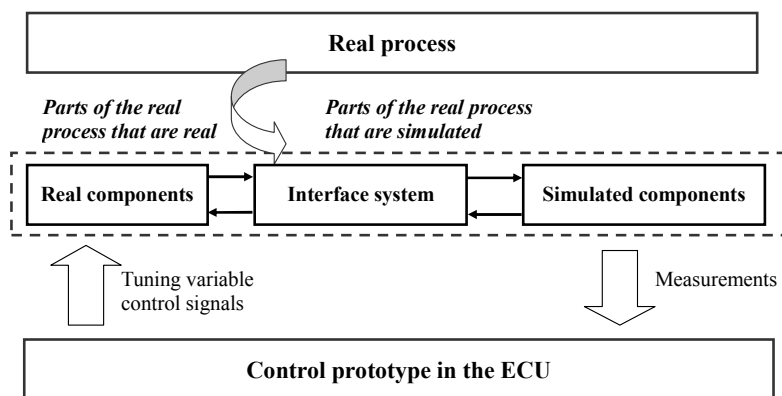 Real process
Parts of the real
process that are real
Parts of the real process
that are simulated
Real components
Interface system
Simulated components
Tuning variable
control signals
Measurements
Control prototype in the ECU